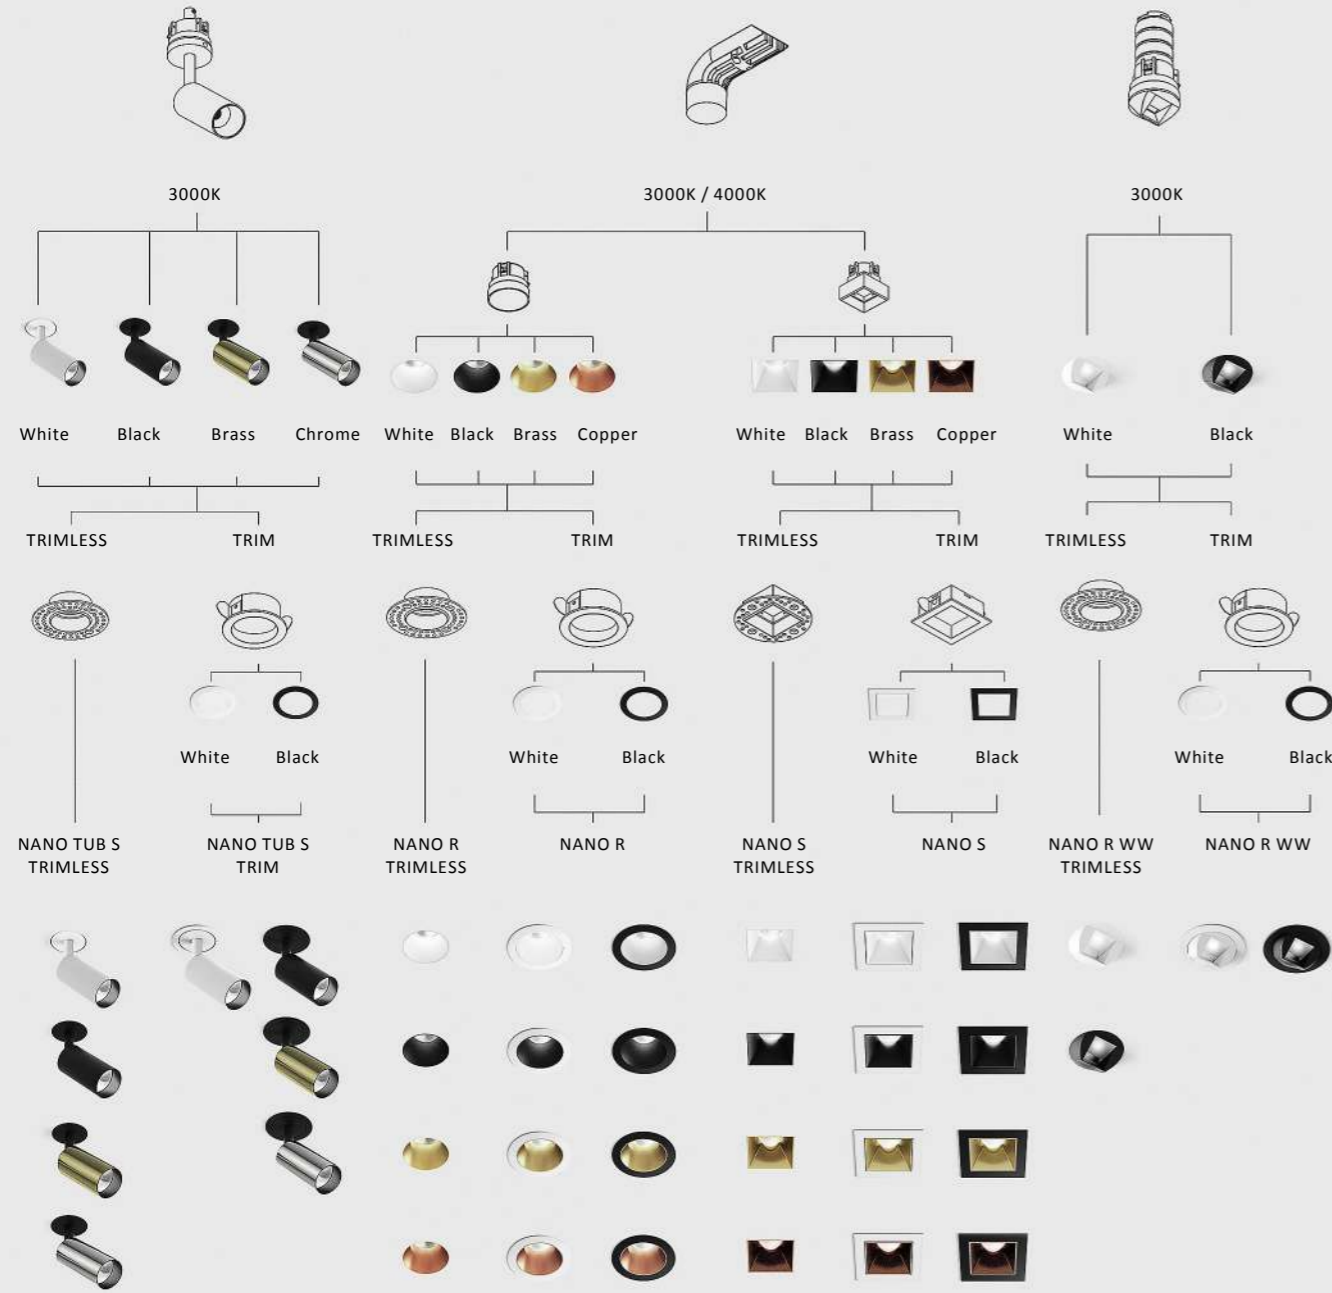 3000K
3000K / 4000K
3000K
White Black Brass Chrome White Black Brass Copper White Black Brass Copper White Black
TRIMLESS TRIM TRIMLESS TRIM TRIMLESS TRIM TRIMLESS TRIM
White Black White Black White Black White Black
NANO TUB S
TRIMLESS
NANO TUB S
TRIM
NANO R
TRIMLESS
NANO R
NANO S
TRIMLESS
NANO S
NANO R WW
TRIMLESS
NANO R WW